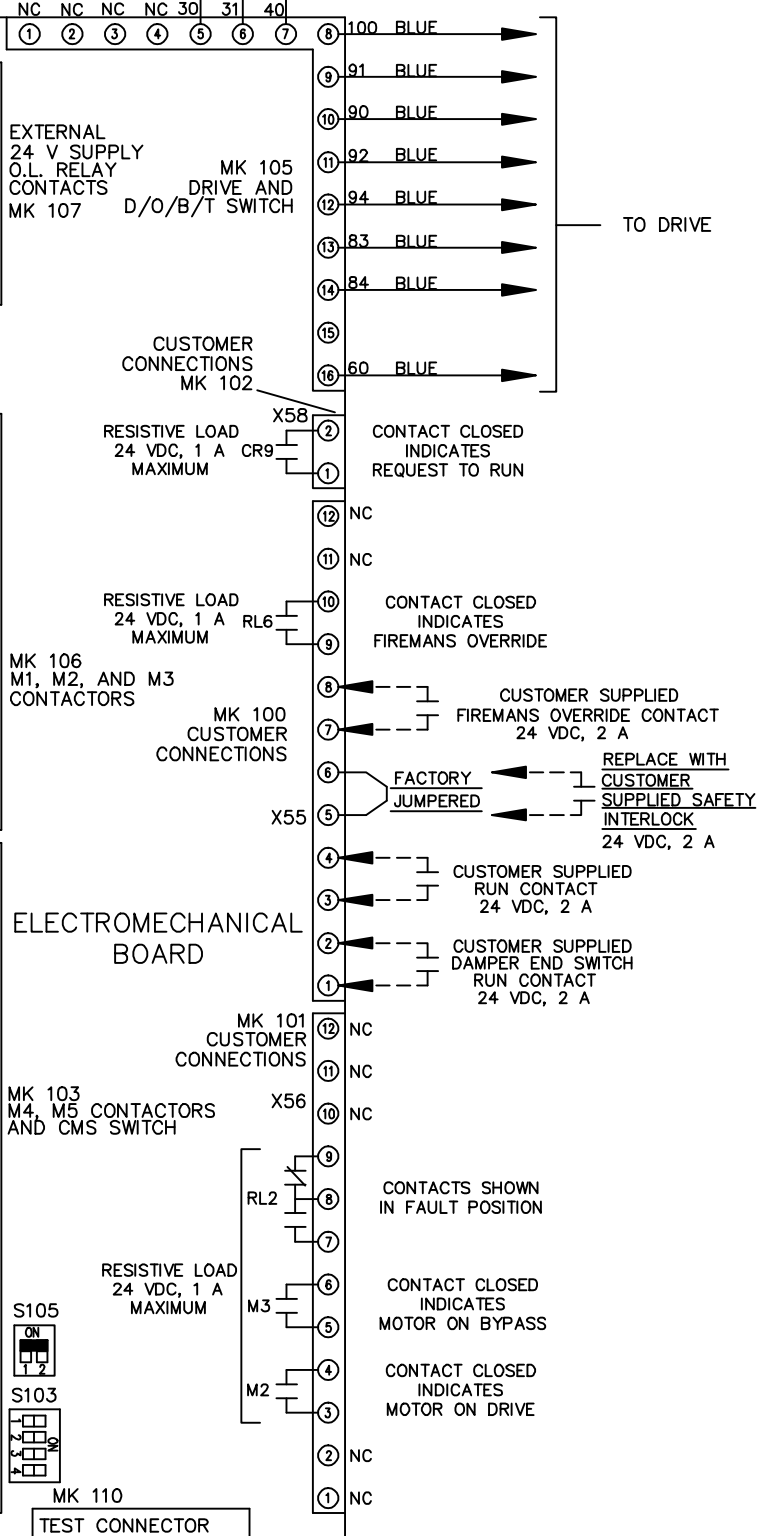 NC NC NC NC 30 31 40
1 2 3 4 5 6 7 8 100 BLUE
9 91 BLUE
10 90 BLUE
11 92 BLUE
12 94 BLUE
13 83 BLUE
14 84 BLUE
15
16 60 BLUE
TO DRIVE
EXTERNAL
24 V SUPPLY
O.L. RELAY
CONTACTS
MK 107
MK 105
DRIVE AND
D/O/B/T SWITCH
CUSTOMER
CONNECTIONS
MK 102
X58
2
1
RESISTIVE LOAD
24 VDC, 1 A
MAXIMUM
CR9
CONTACT CLOSED
INDICATES
REQUEST TO RUN
12 NC
11 NC
10
9
RESISTIVE LOAD
24 VDC, 1 A
MAXIMUM
RL6
CONTACT CLOSED
INDICATES
FIREMANS OVERRIDE
MK 106
M1, M2, AND M3
CONTACTORS
MK 100
CUSTOMER
CONNECTIONS
8
7
CUSTOMER SUPPLIED
FIREMANS OVERRIDE CONTACT
24 VDC, 2 A
6
5
X55
FACTORY
JUMPERED
REPLACE WITH
CUSTOMER
SUPPLIED SAFETY
INTERLOCK
24 VDC, 2 A
4
3
CUSTOMER SUPPLIED
RUN CONTACT
24 VDC, 2 A
ELECTROMECHANICAL
BOARD
2
1
CUSTOMER SUPPLIED
DAMPER END SWITCH
RUN CONTACT
24 VDC, 2 A
MK 101
CUSTOMER
CONNECTIONS
12 NC
11 NC
X56
10 NC
MK 103
M4, M5 CONTACTORS
AND CMS SWITCH
9
8
7
RL2
CONTACTS SHOWN
IN FAULT POSITION
RESISTIVE LOAD
24 VDC, 1 A
MAXIMUM
6
5
M3
CONTACT CLOSED
INDICATES
MOTOR ON BYPASS
4
3
M2
CONTACT CLOSED
INDICATES
MOTOR ON DRIVE
2 NC
1 NC
S105
ON
1 2
S103
1
2
3
4
ON
MK 110
TEST CONNECTOR